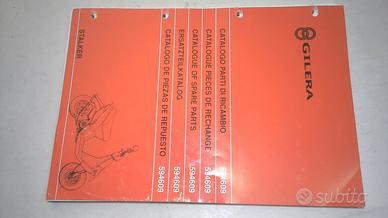 GILERA
CATALOGO PARTI DI RICAMBIO 594609
CATALOGUE PIECES DE RECHANGE 594609
CATALOGUE OF SPARE PARTS 594609
ERSATZTEILKATALOG 594609
CATALOGO DE PIEZAS DE REPUESTO 594609
STALKER
subito